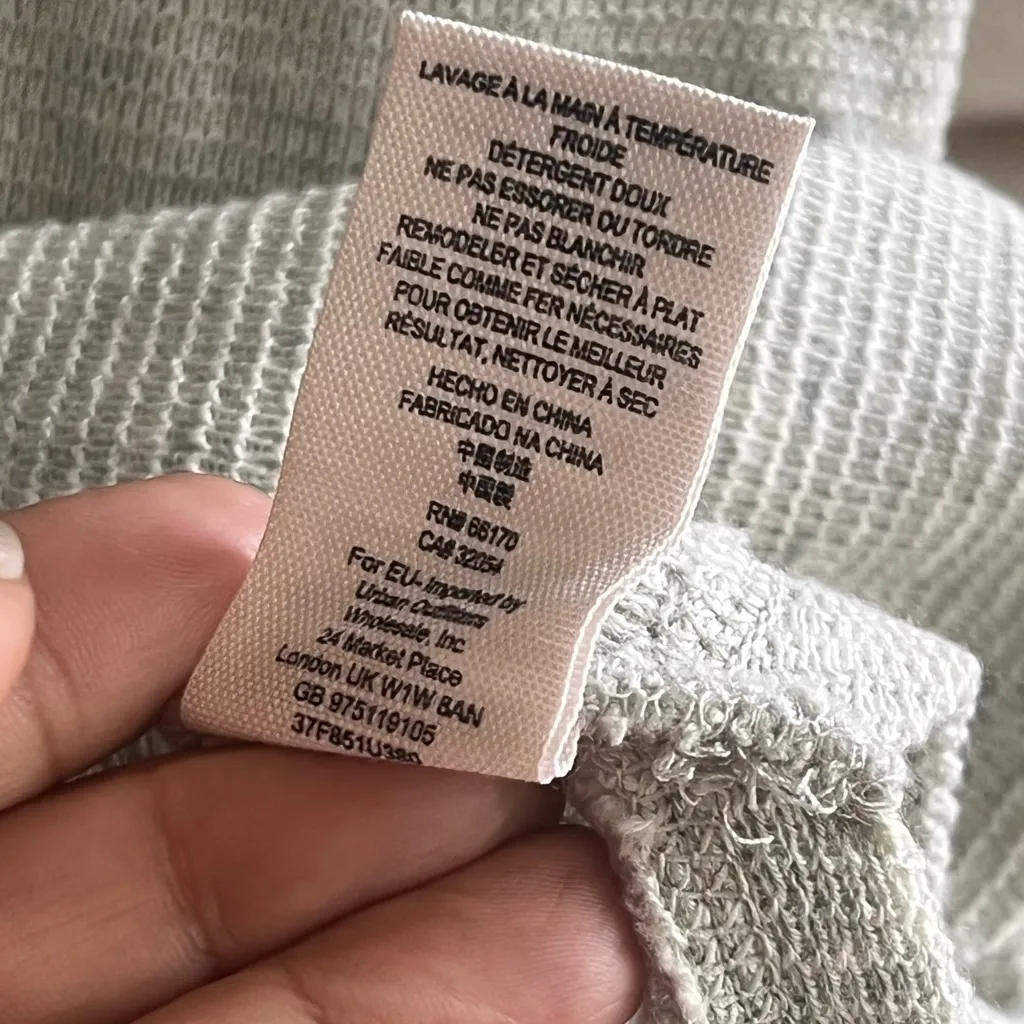 LAVAGE À LA MAIN À TEMPÉRATURE
FROIDE
DÉTERGENT DOUX
NE PAS ESSORER OU TORDRE
NE PAS BLANCHIR
REMODELER ET SÉCHER À PLAT
FAIBLE COMME FER NÉCESSAIRES
POUR OBTENIR LE MEILLEUR
RÉSULTAT, NETTOYER À SEC
HECHO EN CHINA
FABRICADO NA CHINA
中国制造
中國製
RN# 66170
CA# 32054
For EU- Imported by
Urban Outfitters
Wholesale, Inc
24 Market Place
London UK W1W 8AN
GB 975119105